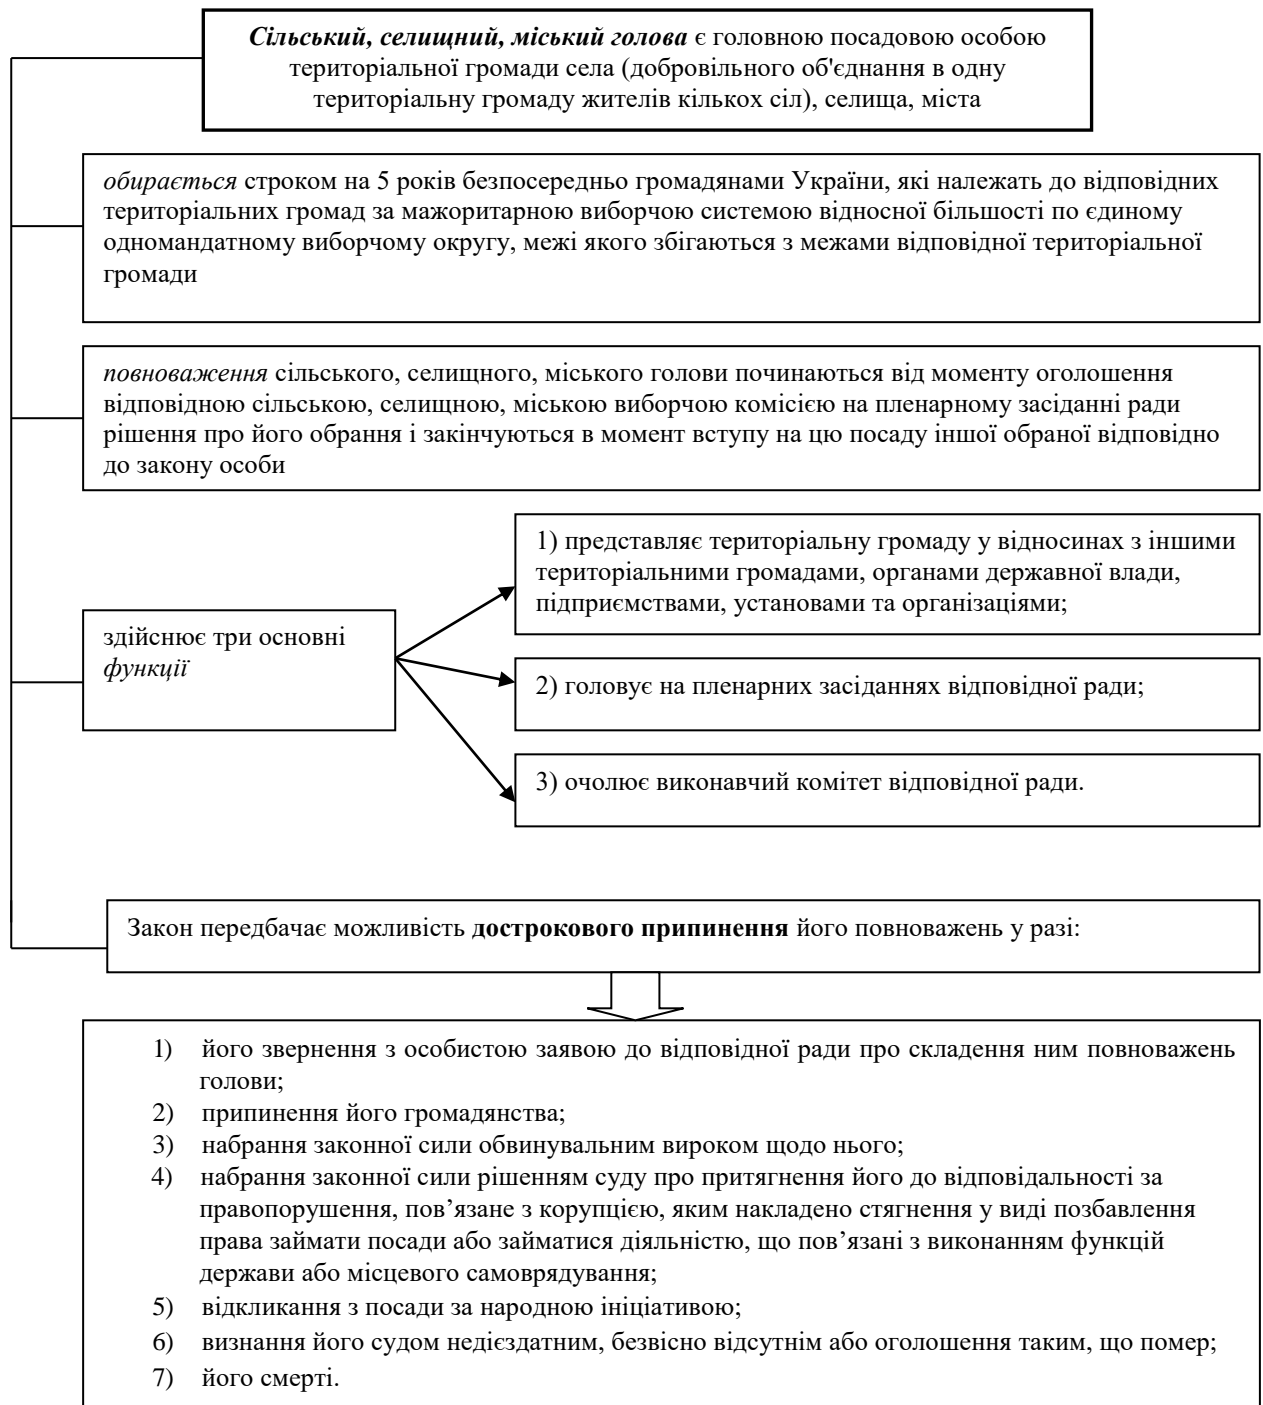 Сільський, селищний, міський голова є головною посадовою особою
територіальної громади села (добровільного об'єднання в одну
територіальну громаду жителів кількох сіл), селища, міста
обирається строком на 5 років безпосередньо громадянами України, які належать до відповідних
територіальних громад за мажоритарною виборчою системою відносної більшості по єдиному
одномандатному виборчому округу, межі якого збігаються з межами відповідної територіальної
громади
повноваження сільського, селищного, міського голови починаються від моменту оголошення
відповідною сільською, селищною, міською виборчою комісією на пленарному засіданні ради
рішення про його обрання і закінчуються в момент вступу на цю посаду іншої обраної відповідно
до закону особи
здійснює три основні
функції
1) представляє територіальну громаду у відносинах з іншими
територіальними громадами, органами державної влади,
підприємствами, установами та організаціями;
2) головує на пленарних засіданнях відповідної ради;
3) очолює виконавчий комітет відповідної ради.
Закон передбачає можливість дострокового припинення його повноважень у разі:
1) його звернення з особистою заявою до відповідної ради про складення ним повноважень
голови;
2) припинення його громадянства;
3) набрання законної сили обвинувальним вироком щодо нього;
4) набрання законної сили рішенням суду про притягнення його до відповідальності за
правопорушення, пов’язане з корупцією, яким накладено стягнення у виді позбавлення
права займати посади або займатися діяльністю, що пов’язані з виконанням функцій
держави або місцевого самоврядування;
5) відкликання з посади за народною ініціативою;
6) визнання його судом недієздатним, безвісно відсутнім або оголошення таким, що помер;
7) його смерті.